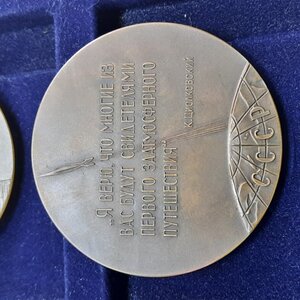 „Я ВЕРЮ, ЧТО МНОГИЕ ИЗ
ВАС БУДУТ СВИДЕТЕЛЯМИ
ПЕРВОГО ЗААТМОСФЕРНОГО
ПУТЕШЕСТВИЯ"
К.ЦИОЛКОВСКИЙ
СССР